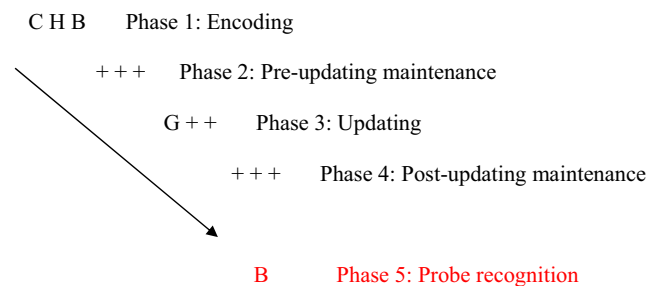 C H B Phase 1: Encoding
+ + + Phase 2: Pre-updating maintenance
G + + Phase 3: Updating
+ + + Phase 4: Post-updating maintenance
B Phase 5: Probe recognition